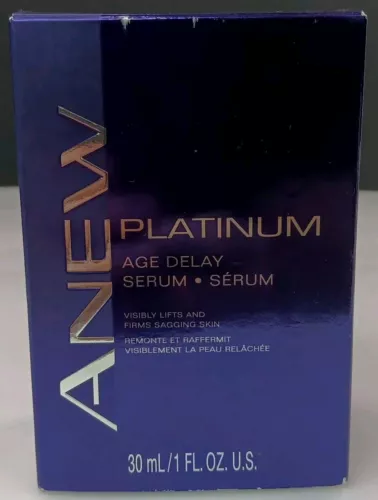 ANEW
PLATINUM
AGE DELAY
SERUM • SÉRUM
VISIBLY LIFTS AND
FIRMS SAGGING SKIN
REMONTE ET RAFFERMIT
VISIBLEMENT LA PEAU RELÂCHÉE
30 mL/1 FL. OZ. U.S.